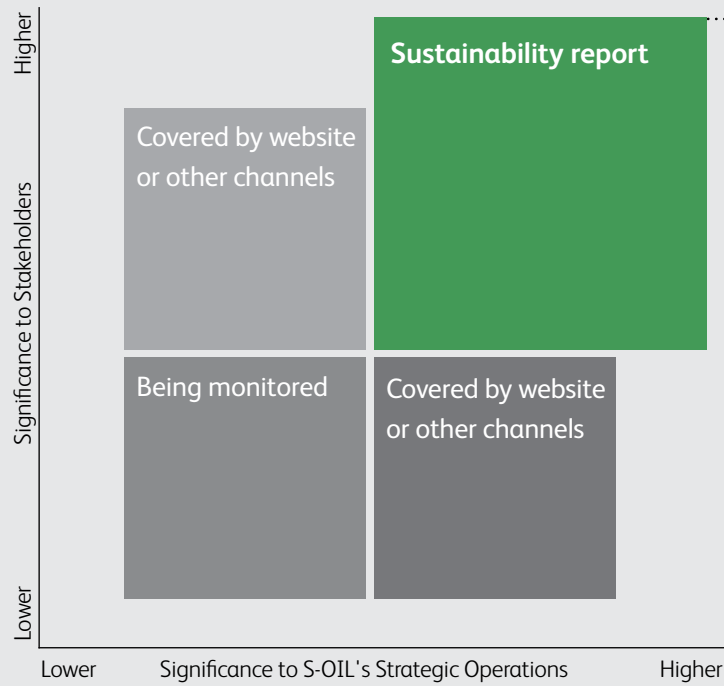 Higher
Significance to Stakeholders
Lower
Sustainability report
Covered by website
or other channels
Being monitored
Covered by website
or other channels
Lower
Significance to S-OIL's Strategic Operations
Higher